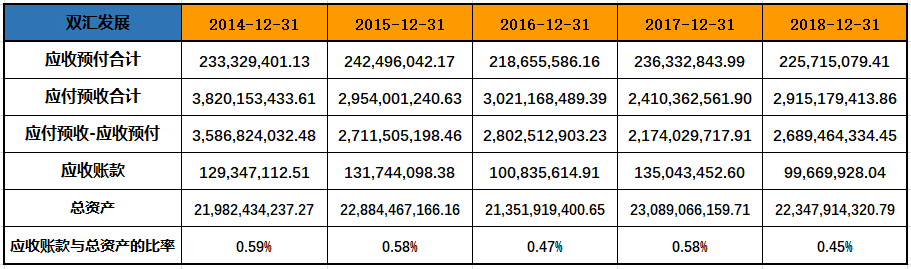 双汇发展 2014-12-31 2015-12-31 2016-12-31 2017-12-31 2018-12-31
应收预付合计 233,329,401.13 242,496,042.17 218,655,586.16 236,332,843.99 225,715,079.41
应付预收合计 3,820,153,433.61 2,954,001,240.63 3,021,168,489.39 2,410,362,561.90 2,915,179,413.86
应付预收-应收预付 3,586,824,032.48 2,711,505,198.46 2,802,512,903.23 2,174,029,717.91 2,689,464,334.45
应收账款 129,347,112.51 131,744,098.38 100,835,614.91 135,043,452.60 99,669,928.04
总资产 21,982,434,237.27 22,884,467,166.16 21,351,919,400.65 23,089,066,159.71 22,347,914,320.79
应收账款与总资产的比率 0.59% 0.58% 0.47% 0.58% 0.45%